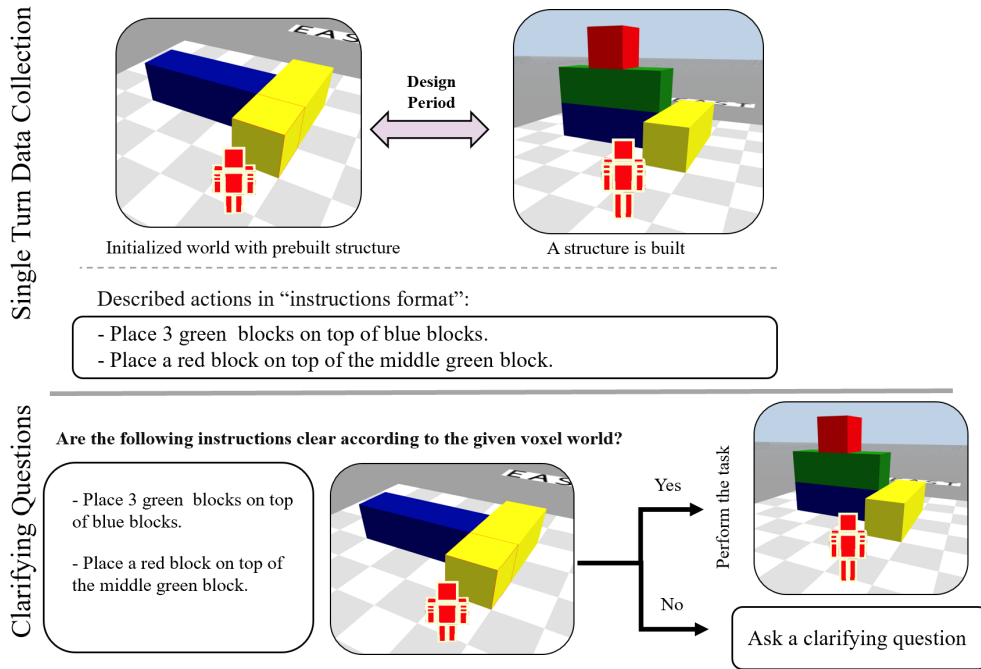 Single Turn Data Collection
EAS
Design
Period
Initialized world with prebuilt structure
A structure is built
Described actions in “instructions format”:
- Place 3 green blocks on top of blue blocks.
- Place a red block on top of the middle green block.
Clarifying Questions
Are the following instructions clear according to the given voxel world?
- Place 3 green blocks on top
of blue blocks.
- Place a red block on top of
the middle green block.
EAS
Yes
No
Perform the task
Ask a clarifying question